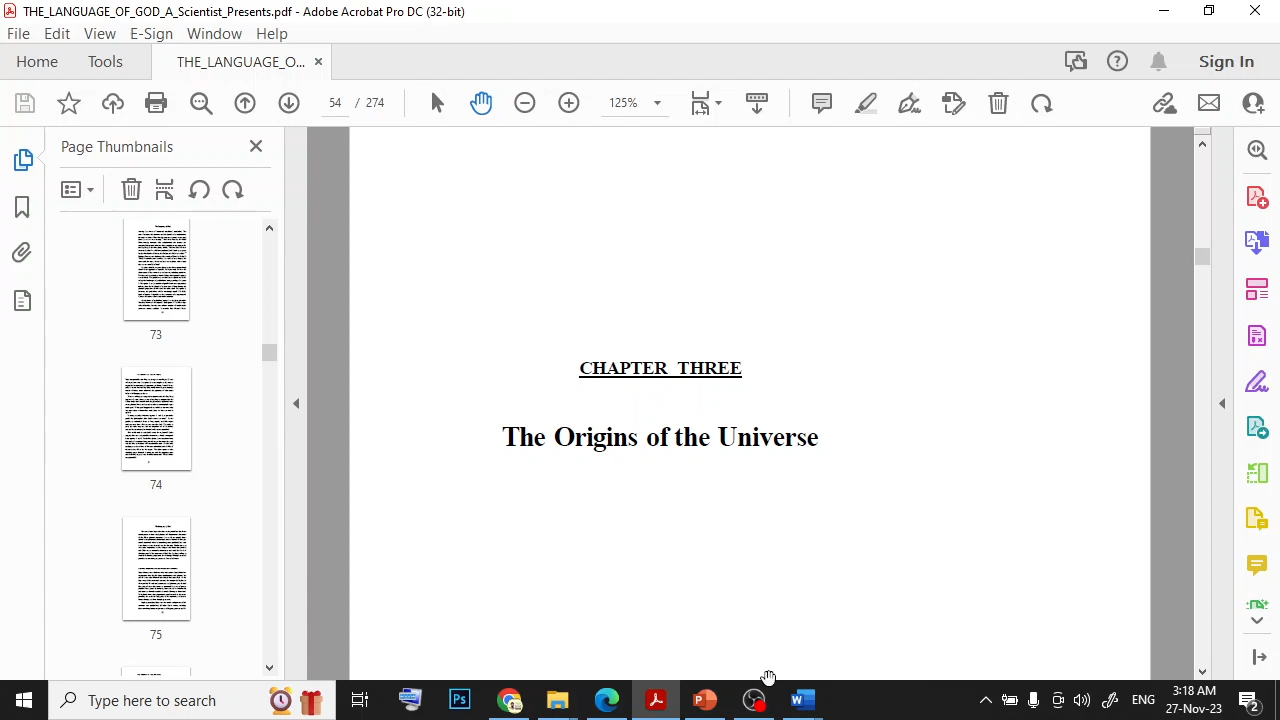 THE_LANGUAGE_OF_GOD_A_Scientist_Presents.pdf - Adobe Acrobat Pro DC (32-bit)
File Edit View E-Sign Window Help
Home Tools THE_LANGUAGE_O... × Sign In
54 / 274 125%
Page Thumbnails
73
74
75
CHAPTER THREE
The Origins of the Universe
Type here to search
Ps
ENG
3:18 AM
27-Nov-23
2